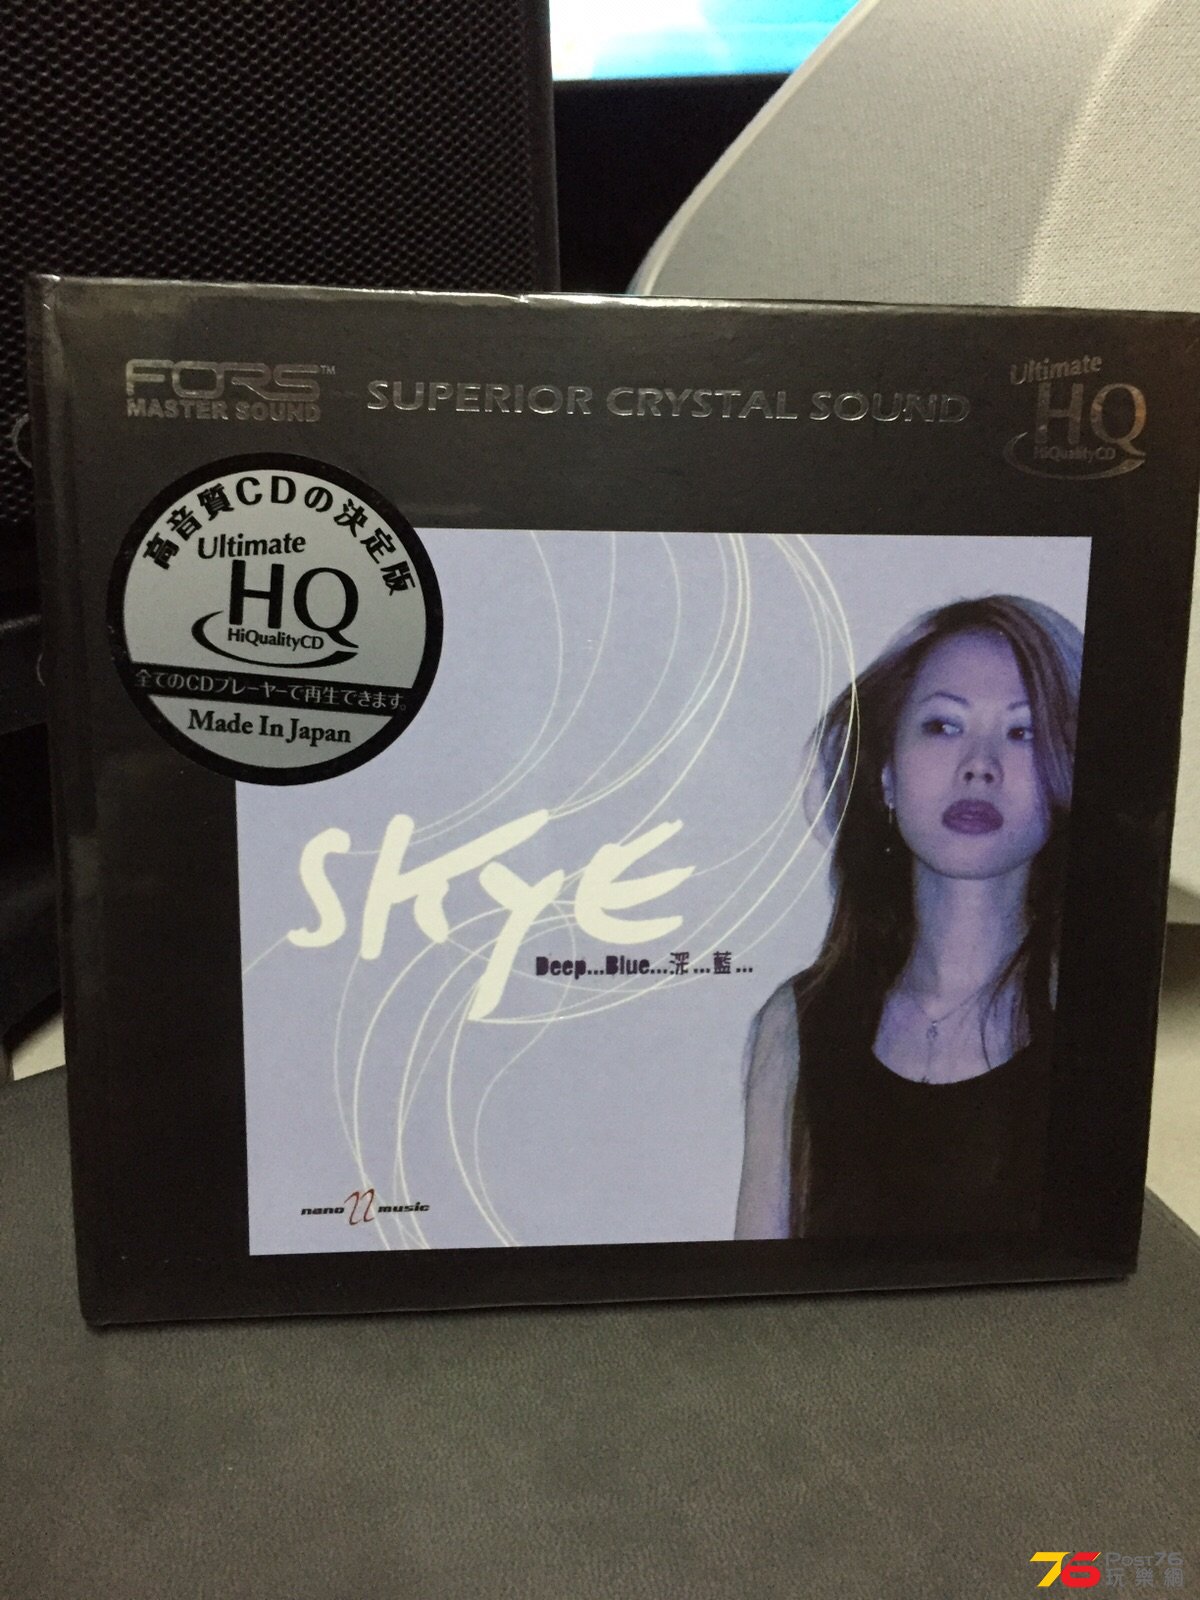 FORS™
MASTER SOUND
SUPERIOR CRYSTAL SOUND
Ultimate
HQ
HiQualityCD
高音質CDの決定版
Ultimate
HQ
HiQualityCD
全てのCDプレーヤーで再生できます。
Made In Japan
SKYE
Deep...Blue...深...藍...
nano music
76 POST76
玩樂網